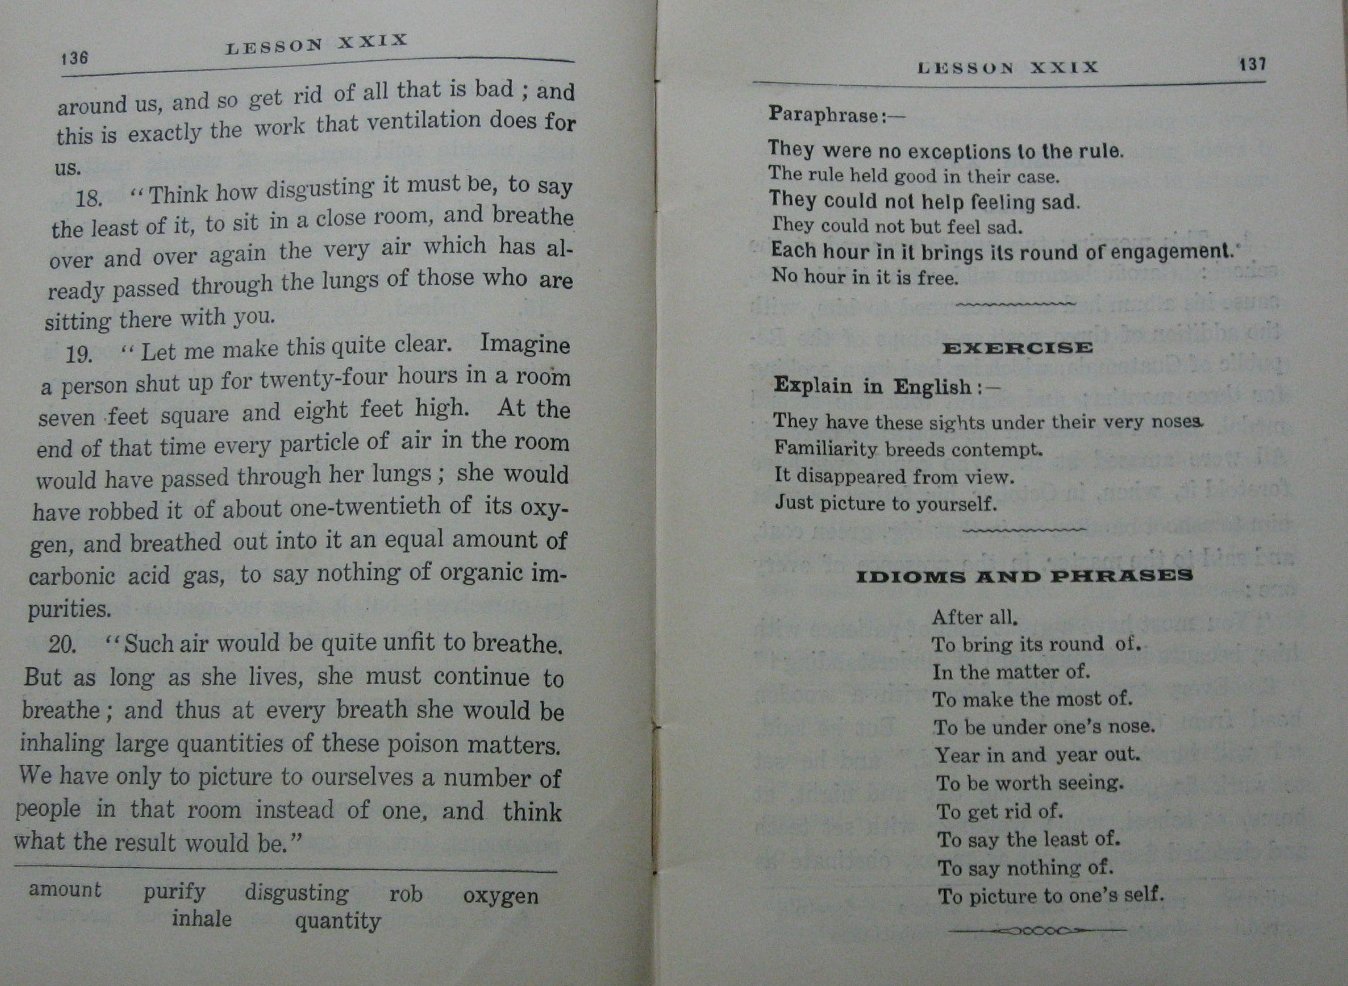 136
LESSON XXIX
around us, and so get rid of all that is bad ; and
this is exactly the work that ventilation does for
us.
18. “Think how disgusting it must be, to say
the least of it, to sit in a close room, and breathe
over and over again the very air which has al-
ready passed through the lungs of those who are
sitting there with you.
19. “Let me make this quite clear. Imagine
a person shut up for twenty-four hours in a room
seven feet square and eight feet high. At the
end of that time every particle of air in the room
would have passed through her lungs ; she would
have robbed it of about one-twentieth of its oxy-
gen, and breathed out into it an equal amount of
carbonic acid gas, to say nothing of organic im-
purities.
20. “Such air would be quite unfit to breathe.
But as long as she lives, she must continue to
breathe ; and thus at every breath she would be
inhaling large quantities of these poison matters.
We have only to picture to ourselves a number of
people in that room instead of one, and think
what the result would be.”
amount purify disgusting rob oxygen
inhale quantity
LESSON XXIX
137
Paraphrase :—
They were no exceptions to the rule.
The rule held good in their case.
They could not help feeling sad.
They could not but feel sad.
Each hour in it brings its round of engagement.
No hour in it is free.
EXERCISE
Explain in English :—
They have these sights under their very noses.
Familiarity breeds contempt.
It disappeared from view.
Just picture to yourself.
IDIOMS AND PHRASES
After all.
To bring its round of.
In the matter of.
To make the most of.
To be under one's nose.
Year in and year out.
To be worth seeing.
To get rid of.
To say the least of.
To say nothing of.
To picture to one's self.